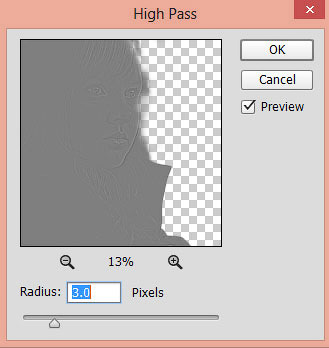 High Pass
OK
Cancel
Preview
13%
Radius: 3.0 Pixels